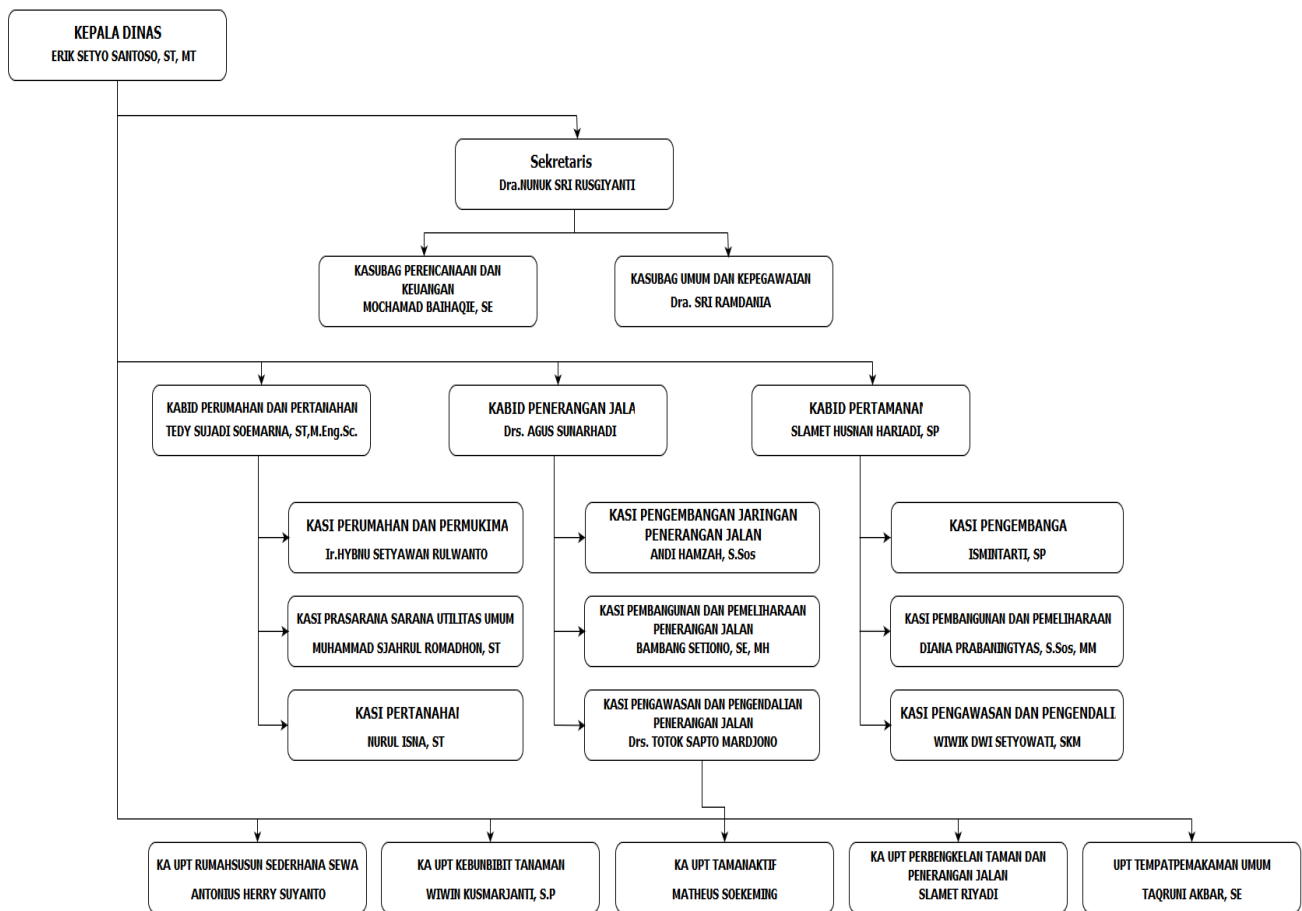 KEPALA DINAS
ERIK SETYO SANTOSO, ST, MT
Sekretaris
Dra.NUNUK SRI RUSGIYANTI
KASUBAG PERENCANAAN DAN
KEUANGAN
MOCHAMAD BAIHAQIE, SE
KASUBAG UMUM DAN KEPEGAWAIAN
Dra. SRI RAMDANIA
KABID PERUMAHAN DAN PERTANAHAN
TEDY SUJADI SOEMARNA, ST,M.Eng.Sc.
KABID PENERANGAN JALA
Drs. AGUS SUNARHADI
KABID PERTAMANAN
SLAMET HUSNAN HARIADI, SP
KASI PERUMAHAN DAN PERMUKIMA
Ir.HYBNU SETYAWAN RULWANTO
KASI PRASARANA SARANA UTILITAS UMUM
MUHAMMAD SJAHRUL ROMADHON, ST
KASI PERTANAHAN
NURUL ISNA, ST
KASI PENGEMBANGAN JARINGAN
PENERANGAN JALAN
ANDI HAMZAH, S.Sos
KASI PEMBANGUNAN DAN PEMELIHARAAN
PENERANGAN JALAN
BAMBANG SETIONO, SE, MH
KASI PENGAWASAN DAN PENGENDALIAN
PENERANGAN JALAN
Drs. TOTOK SAPTO MARDJONO
KASI PENGEMBANGA
ISMINTARTI, SP
KASI PEMBANGUNAN DAN PEMELIHARAAN
DIANA PRABANINGTYAS, S.Sos, MM
KASI PENGAWASAN DAN PENGENDALI
WIWIK DWI SETYOWATI, SKM
KA UPT RUMAHSUSUN SEDERHANA SEWA
ANTONIUS HERRY SUYANTO
KA UPT KEBUNBIBIT TANAMAN
WIWIN KUSMARJANTI, S.P
KA UPT TAMANAKTIF
MATHEUS SOEKEMING
KA UPT PERBENGKELAN TAMAN DAN
PENERANGAN JALAN
SLAMET RIYADI
UPT TEMPATPEMAKAMAN UMUM
TAQRUNI AKBAR, SE